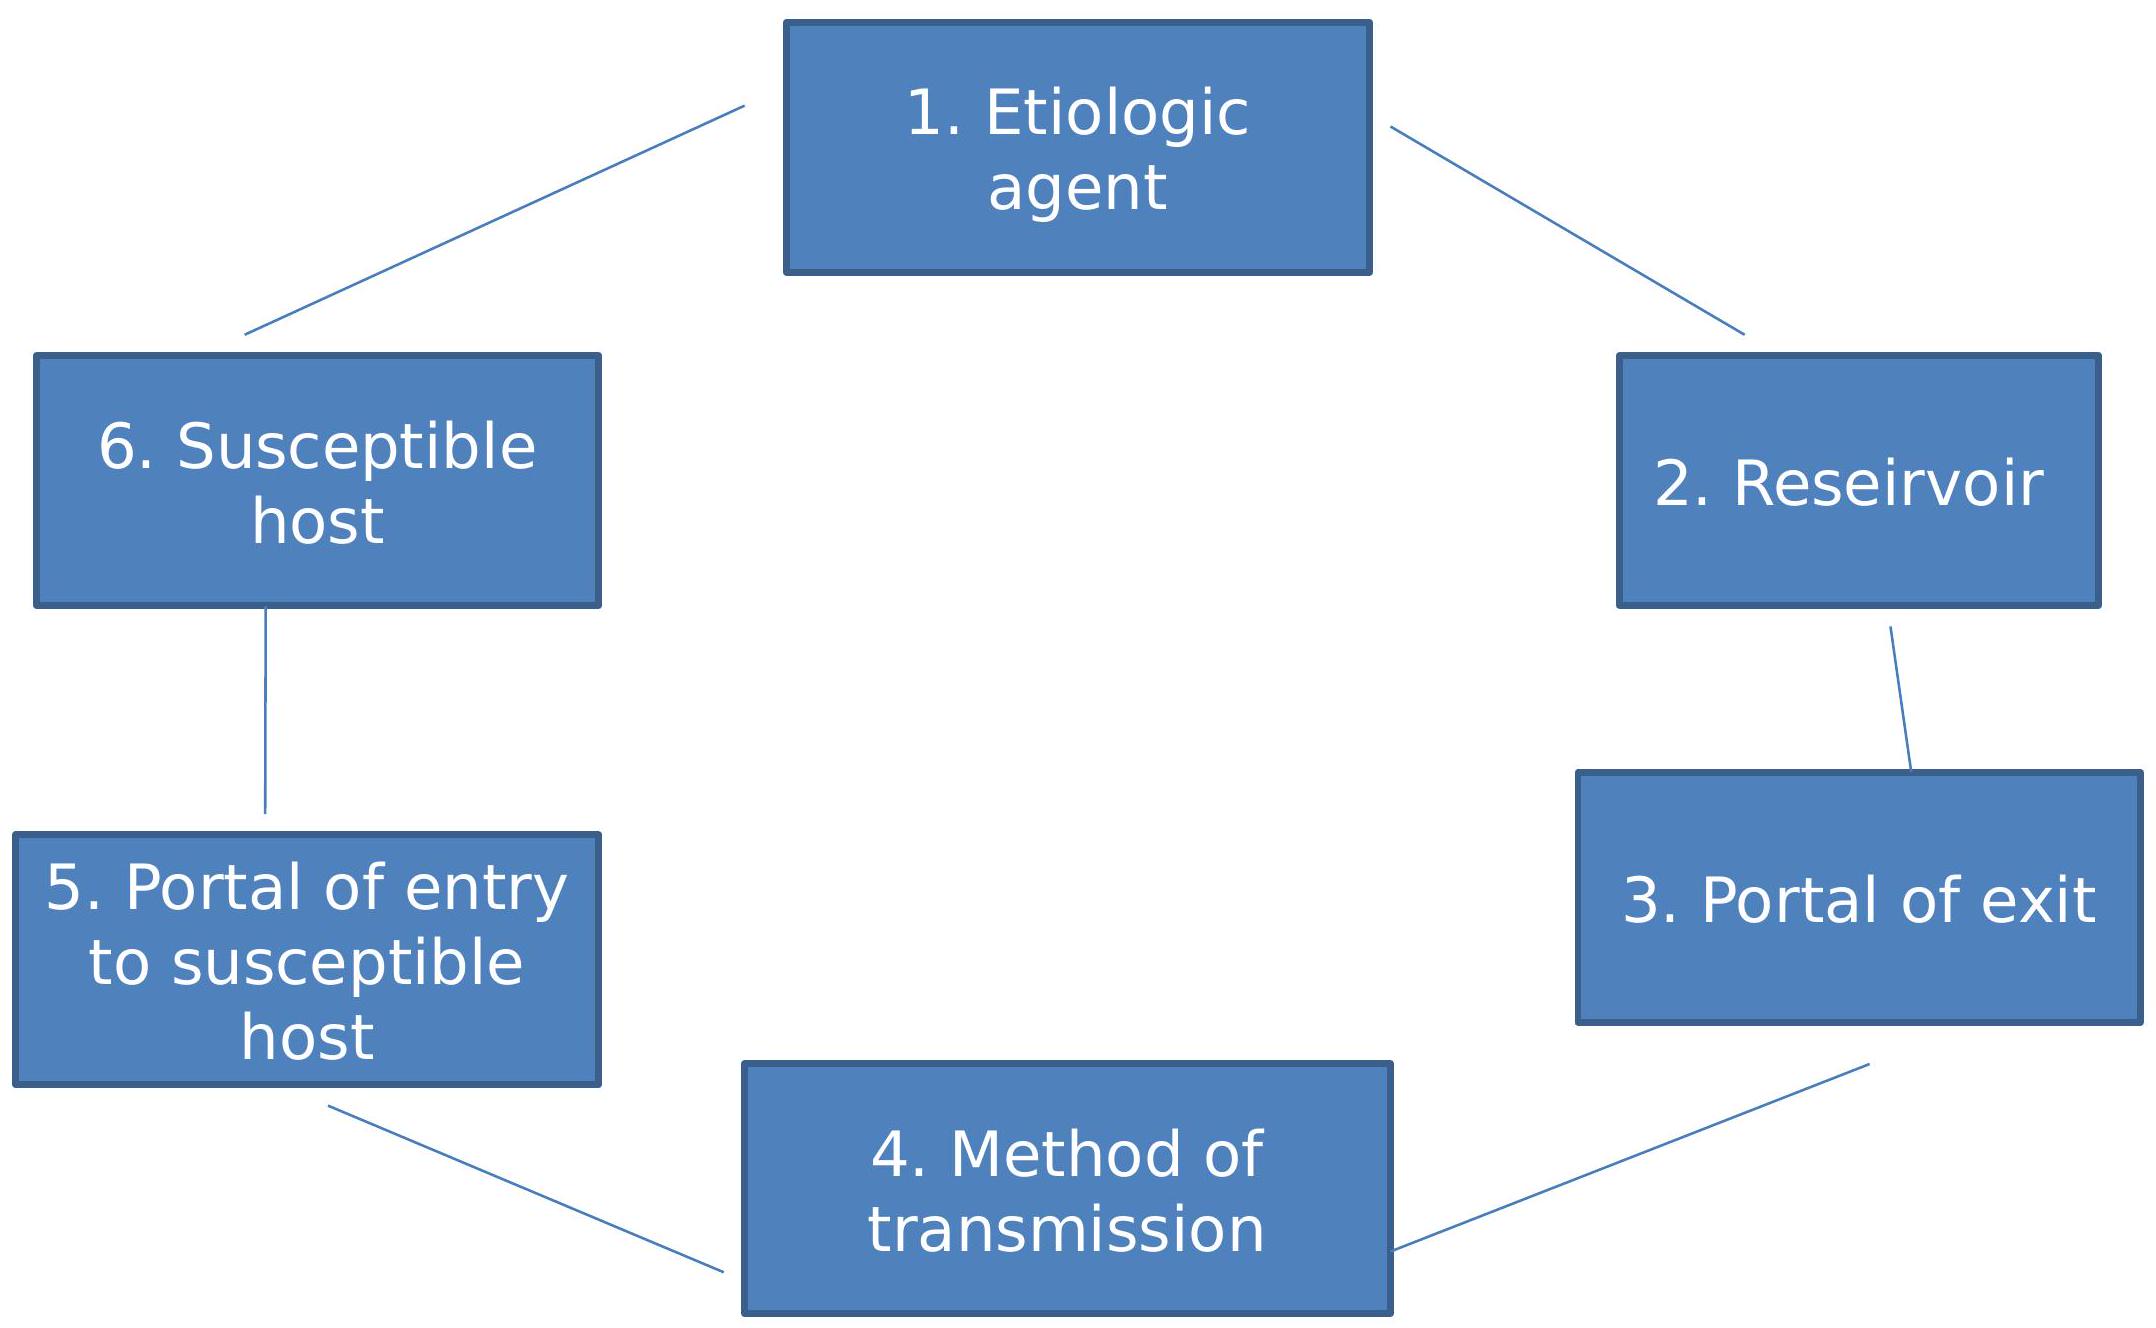 1. Etiologic
agent
2. Reseirvoir
3. Portal of exit
4. Method of
transmission
5. Portal of entry
to susceptible
host
6. Susceptible
host